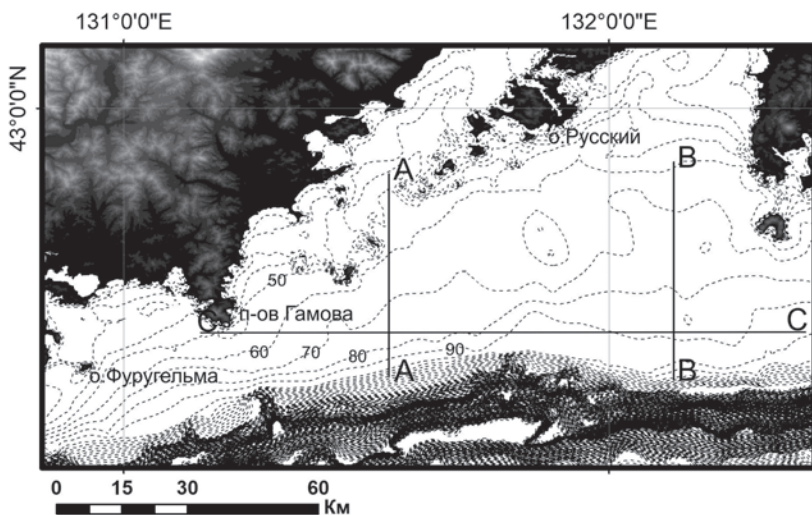 131°0'0"E 132°0'0"E
43°0'0"N
о.Русский
A B
50
п-ов Гамова
C C
60 70 80 90
о.Фуругельма
A B
0 15 30 60
Км